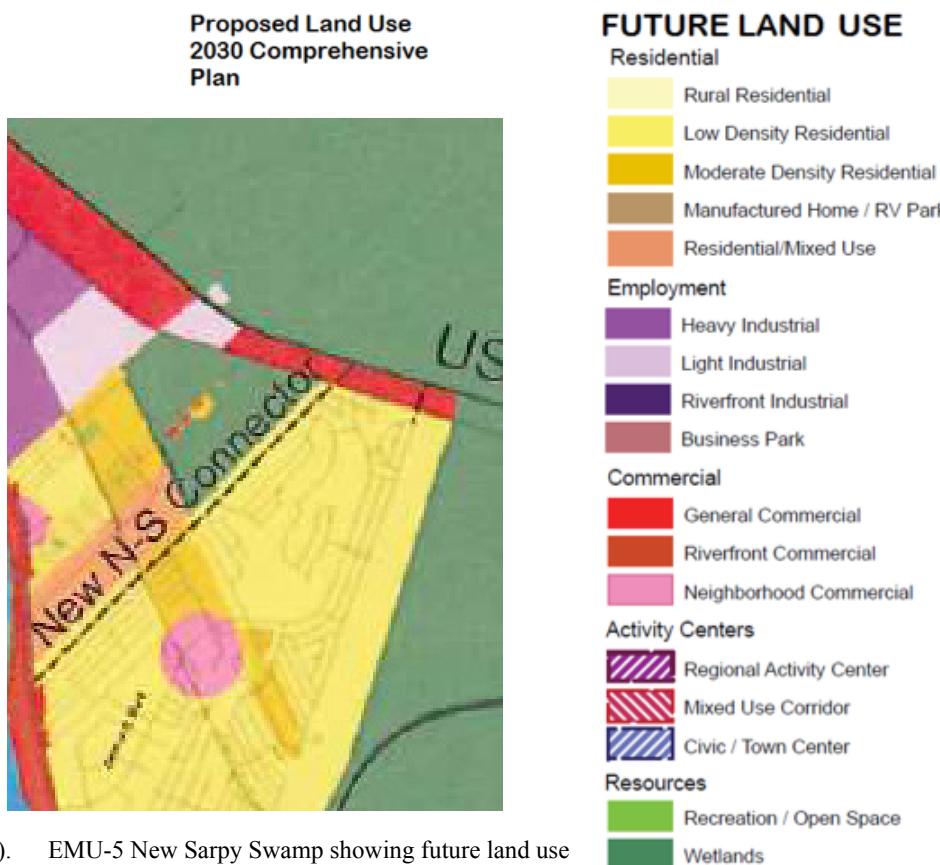 Proposed Land Use
2030 Comprehensive
Plan
US
New N-S Connector
). EMU-5 New Sarpy Swamp showing future land use
FUTURE LAND USE
Residential
Rural Residential
Low Density Residential
Moderate Density Residential
Manufactured Home / RV Park
Residential/Mixed Use
Employment
Heavy Industrial
Light Industrial
Riverfront Industrial
Business Park
Commercial
General Commercial
Riverfront Commercial
Neighborhood Commercial
Activity Centers
Regional Activity Center
Mixed Use Corridor
Civic / Town Center
Resources
Recreation / Open Space
Wetlands